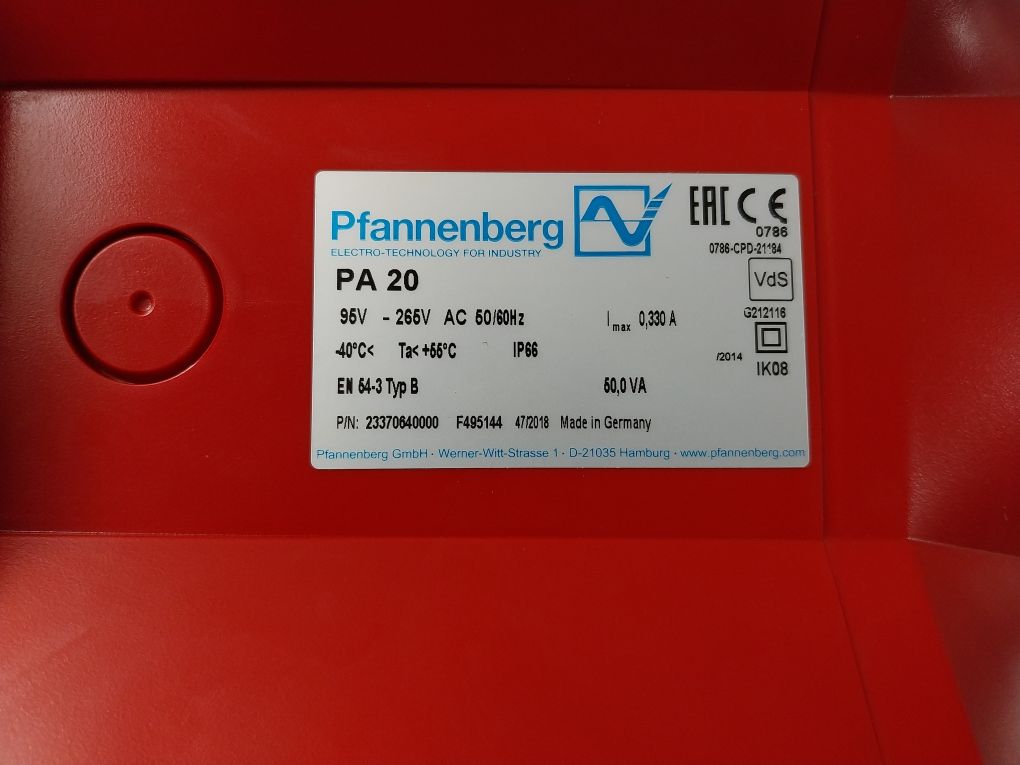 Pfannenberg
ELECTRO-TECHNOLOGY FOR INDUSTRY
EAC CE
0786
0786-CPD-21184
PA 20
VdS
G212116
95V - 265V AC 50/60Hz
I max 0,330 A
-40°C< Ta< +55°C IP66
/2014
IK08
EN 54-3 Typ B
50,0 VA
P/N: 23370640000 F495144 47/2018 Made in Germany
Pfannenberg GmbH · Werner-Witt-Strasse 1 · D-21035 Hamburg · www.pfannenberg.com